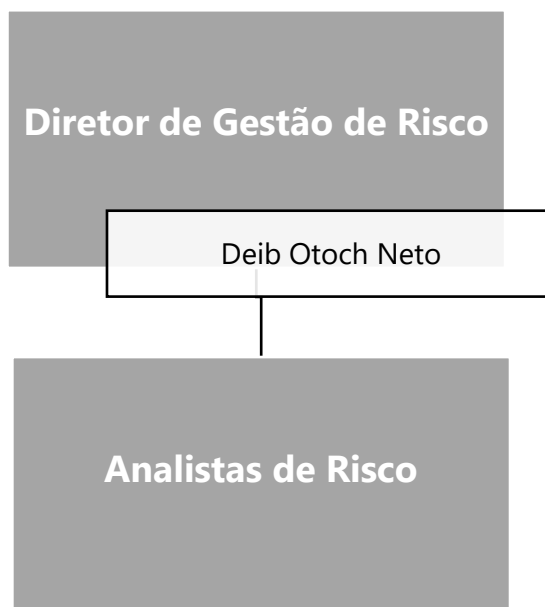 Diretor de Gestão de Risco
Deib Otoch Neto
Analistas de Risco